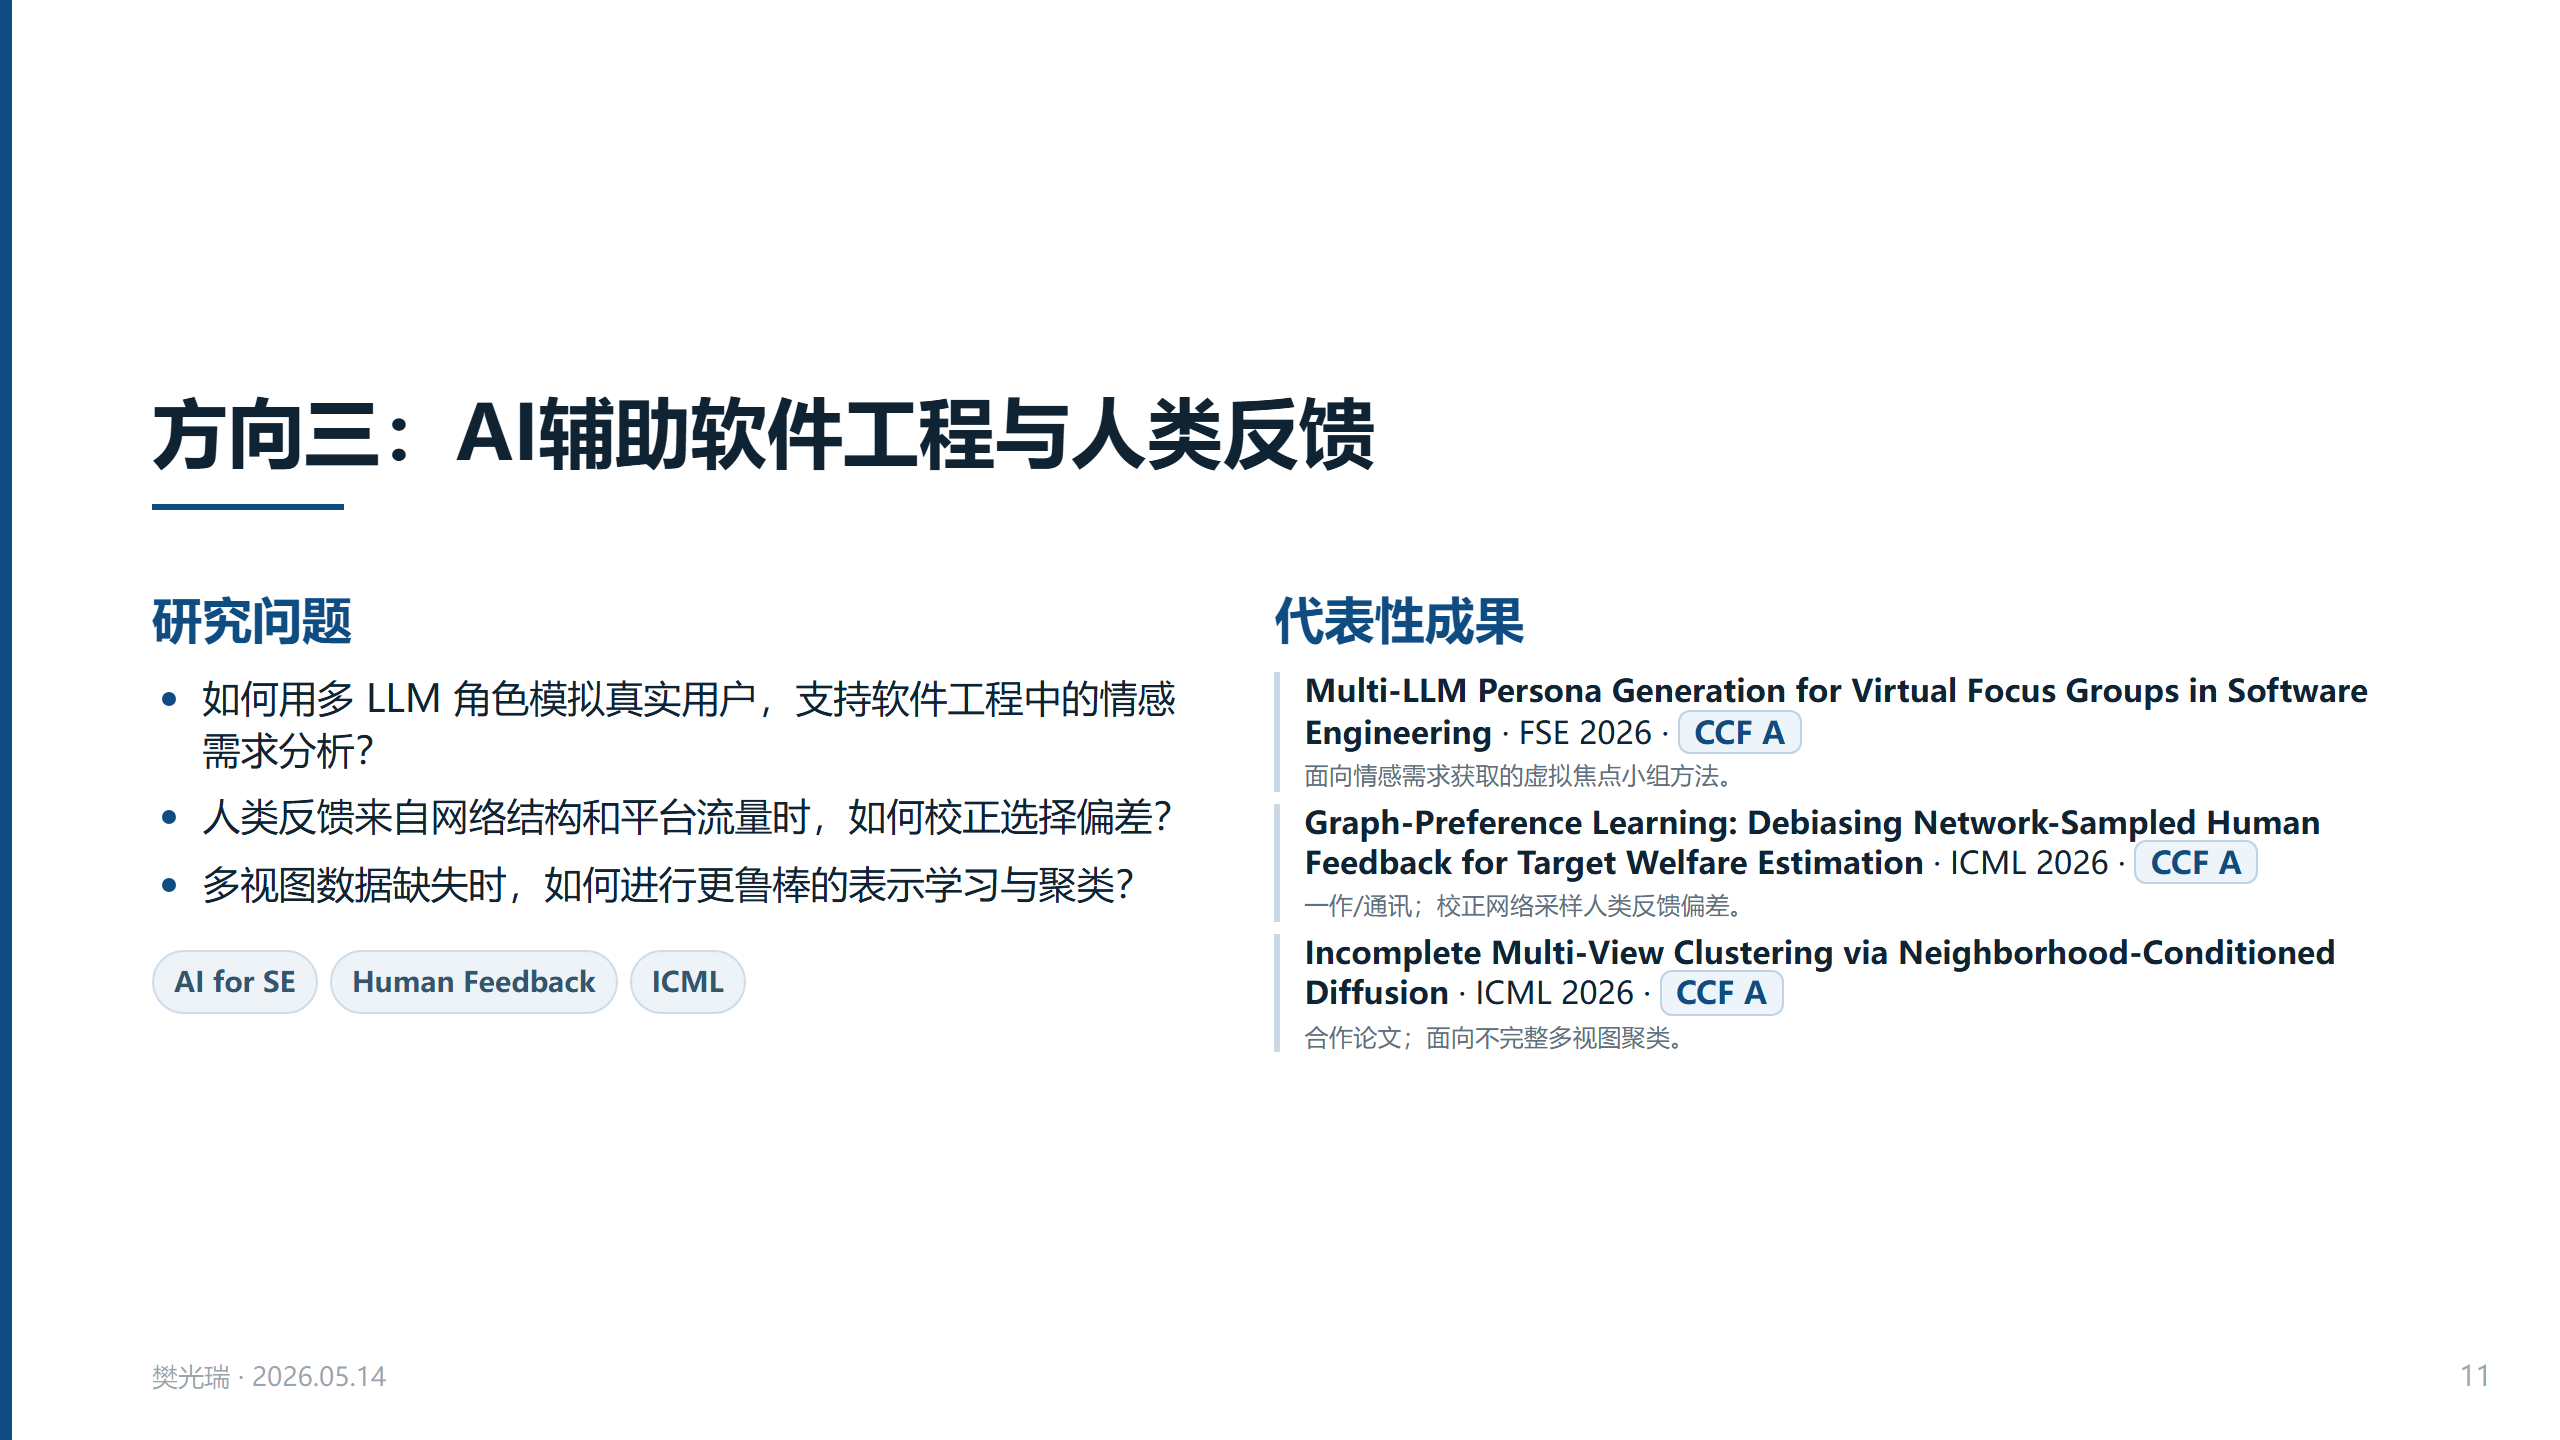 方向三：AI辅助软件工程与人类反馈
研究问题
如何用多 LLM 角色模拟真实用户，支持软件工程中的情感
需求分析？
人类反馈来自网络结构和平台流量时，如何校正选择偏差？
多视图数据缺失时，如何进行更鲁棒的表示学习与聚类？
AI for SE
Human Feedback
ICML
代表性成果
Multi-LLM Persona Generation for Virtual Focus Groups in Software
Engineering · FSE 2026 · CCF A
面向情感需求获取的虚拟焦点小组方法。
Graph-Preference Learning: Debiasing Network-Sampled Human
Feedback for Target Welfare Estimation · ICML 2026 · CCF A
一作/通讯；校正网络采样人类反馈偏差。
Incomplete Multi-View Clustering via Neighborhood-Conditioned
Diffusion · ICML 2026 · CCF A
合作论文；面向不完整多视图聚类。
樊光瑞 · 2026.05.14
11